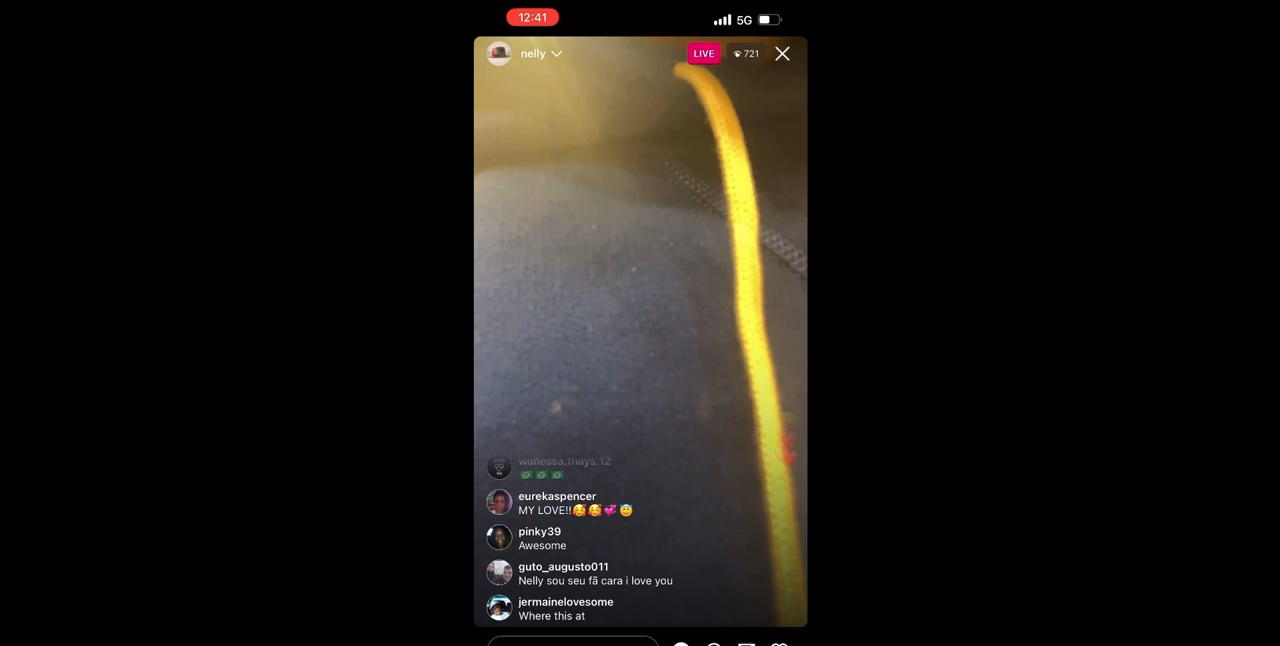 12:41
5G
nelly
LIVE
721
wanessa.thays.12
🇧🇷 🇧🇷 🇧🇷
eurekaspencer
MY LOVE!!🥰🥰💞😇
pinky39
Awesome
guto_augusto011
Nelly sou seu fã cara i love you
jermainelovesome
Where this at